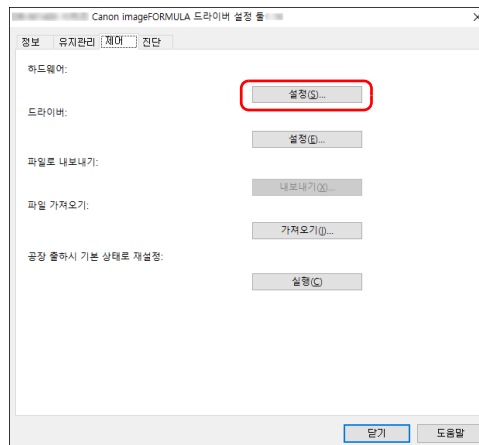 Canon imageFORMULA 드라이버 설정 툴
정보 유지관리 제어 진단
하드웨어:
설정(S)...
드라이버:
설정(E)...
파일로 내보내기:
내보내기(X)...
파일 가져오기:
가져오기(I)...
공장 출하시 기본 상태로 재설정:
실행(C)
닫기 도움말